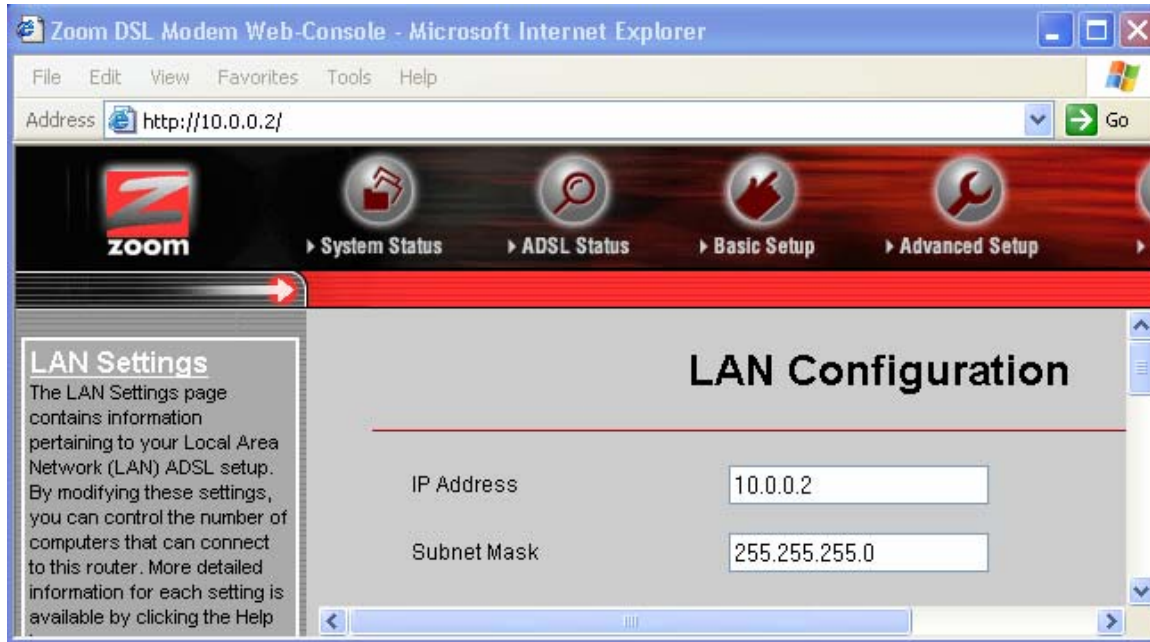 Zoom DSL Modem Web-Console - Microsoft Internet Explorer
File Edit View Favorites Tools Help
Address http://10.0.0.2/ Go
Z
zoom
System Status ADSL Status Basic Setup Advanced Setup
LAN Settings
The LAN Settings page
contains information
pertaining to your Local Area
Network (LAN) ADSL setup.
By modifying these settings,
you can control the number of
computers that can connect
to this router. More detailed
information for each setting is
available by clicking the Help
LAN Configuration
IP Address 10.0.0.2
Subnet Mask 255.255.255.0